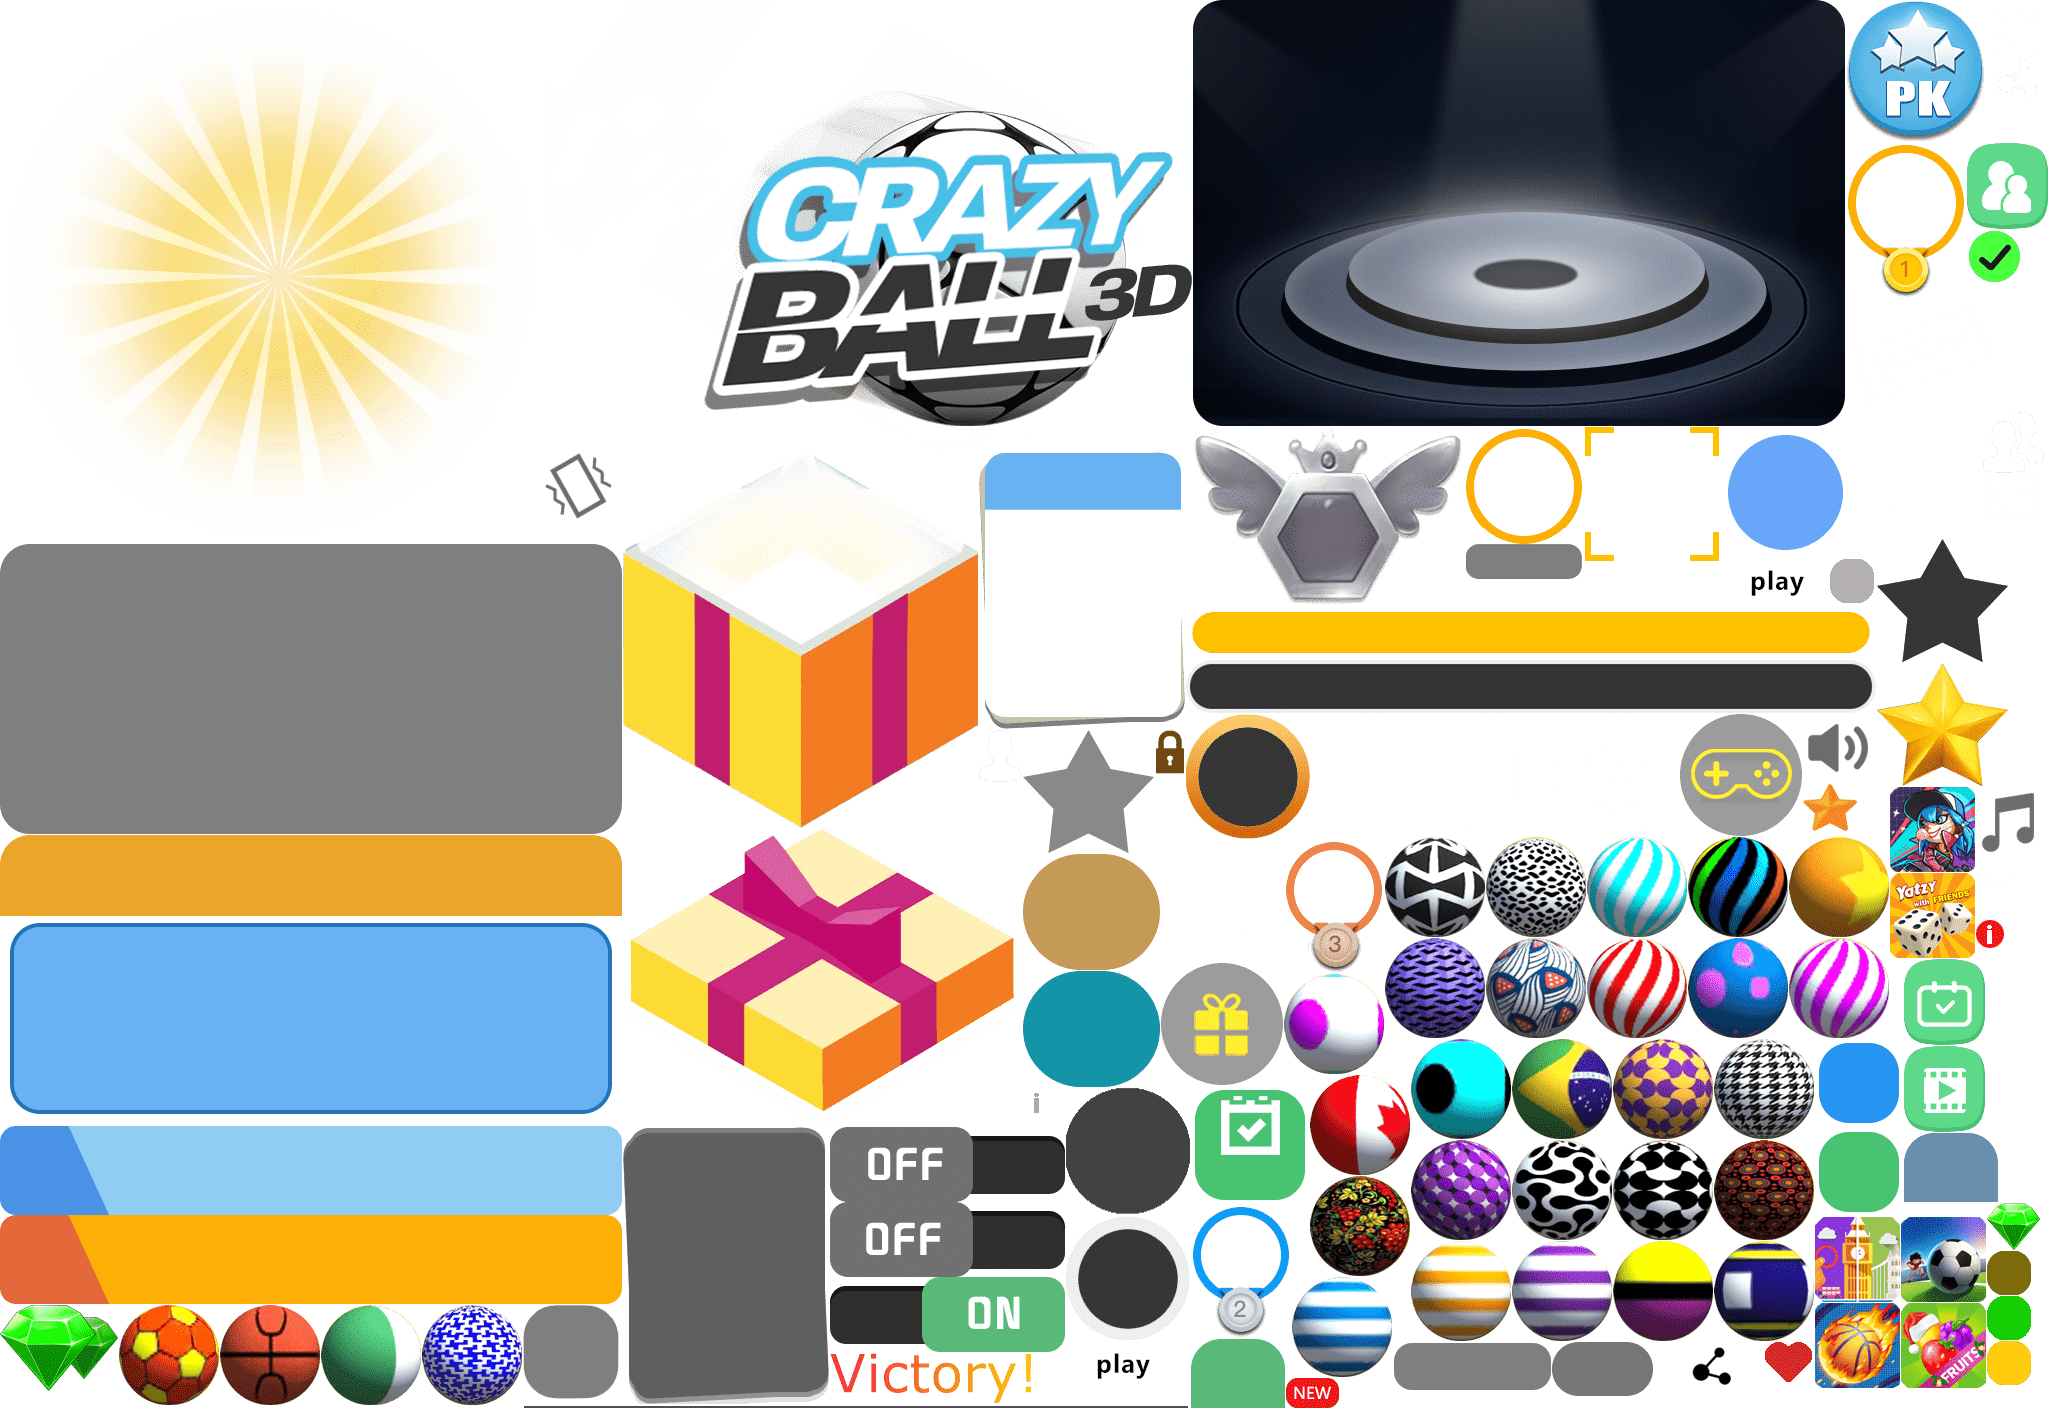 CRAZY
BALL 3D
PK
1
play
Yatzy
with FRIENDS
i
3
i
OFF
OFF
ON
2
Victory!
play
NEW
FRUITS